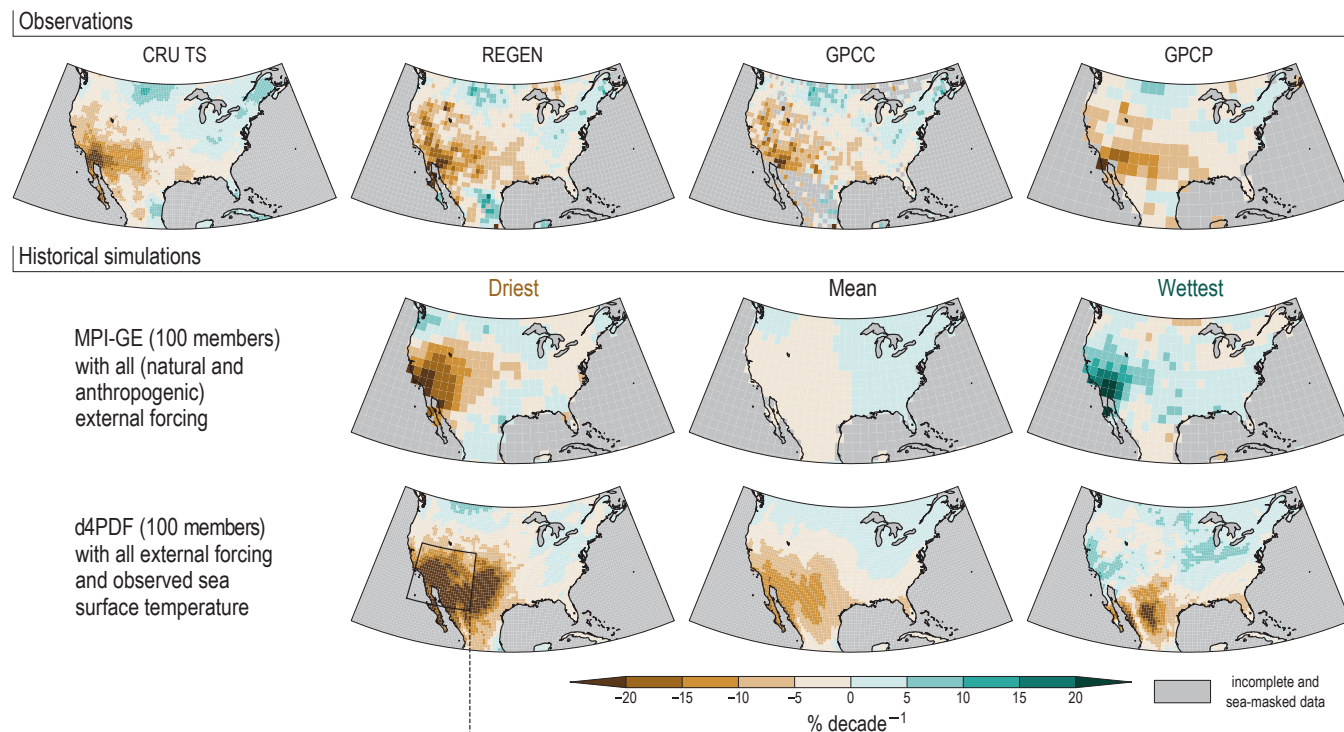 Observations
CRU TS
REGEN
GPCC
GPCP
Historical simulations
Driest
Mean
Wettest
MPI-GE (100 members)
with all (natural and
anthropogenic)
external forcing
d4PDF (100 members)
with all external forcing
and observed sea
surface temperature
−20 −15 −10 −5 0 5 10 15 20
% decade⁻¹
incomplete and
sea-masked data